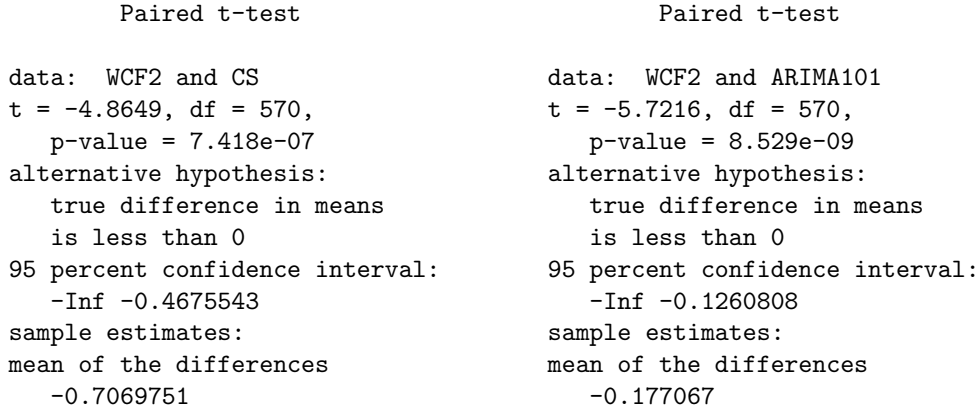 Paired t-test
data:  WCF2 and CS
t = -4.8649, df = 570,
p-value = 7.418e-07
alternative hypothesis:
true difference in means
is less than 0
95 percent confidence interval:
-Inf -0.4675543
sample estimates:
mean of the differences
-0.7069751
Paired t-test
data:  WCF2 and ARIMA101
t = -5.7216, df = 570,
p-value = 8.529e-09
alternative hypothesis:
true difference in means
is less than 0
95 percent confidence interval:
-Inf -0.1260808
sample estimates:
mean of the differences
-0.177067